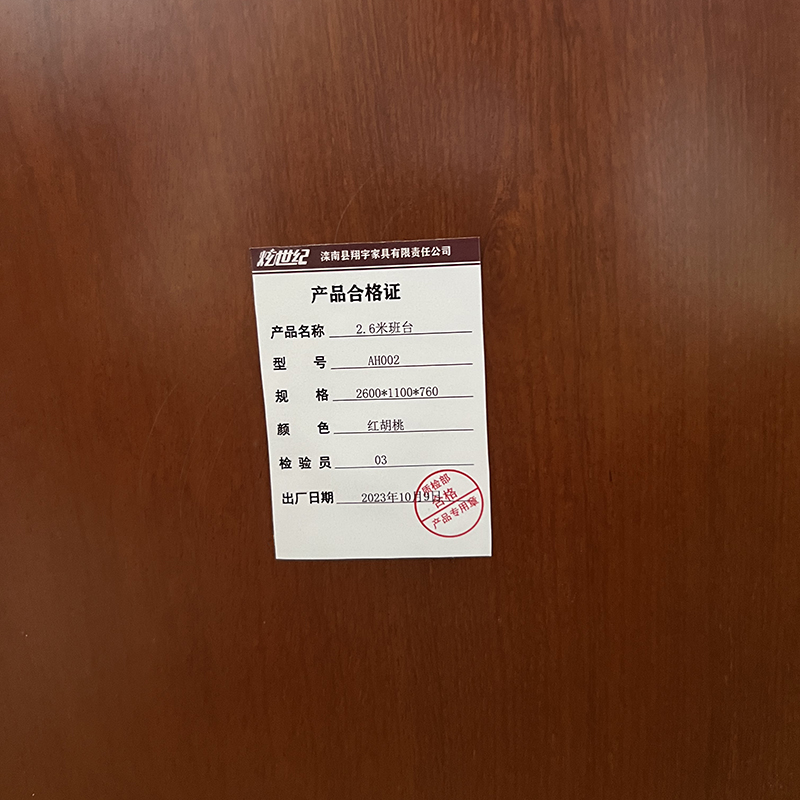 炫世纪 滦南县翔宇家具有限责任公司
产品合格证
产品名称 2.6米班台
型 号 AH002
规 格 2600*1100*760
颜 色 红胡桃
检 验 员 03
出厂日期 2023年10月9日
质检部
合格
产品专用章